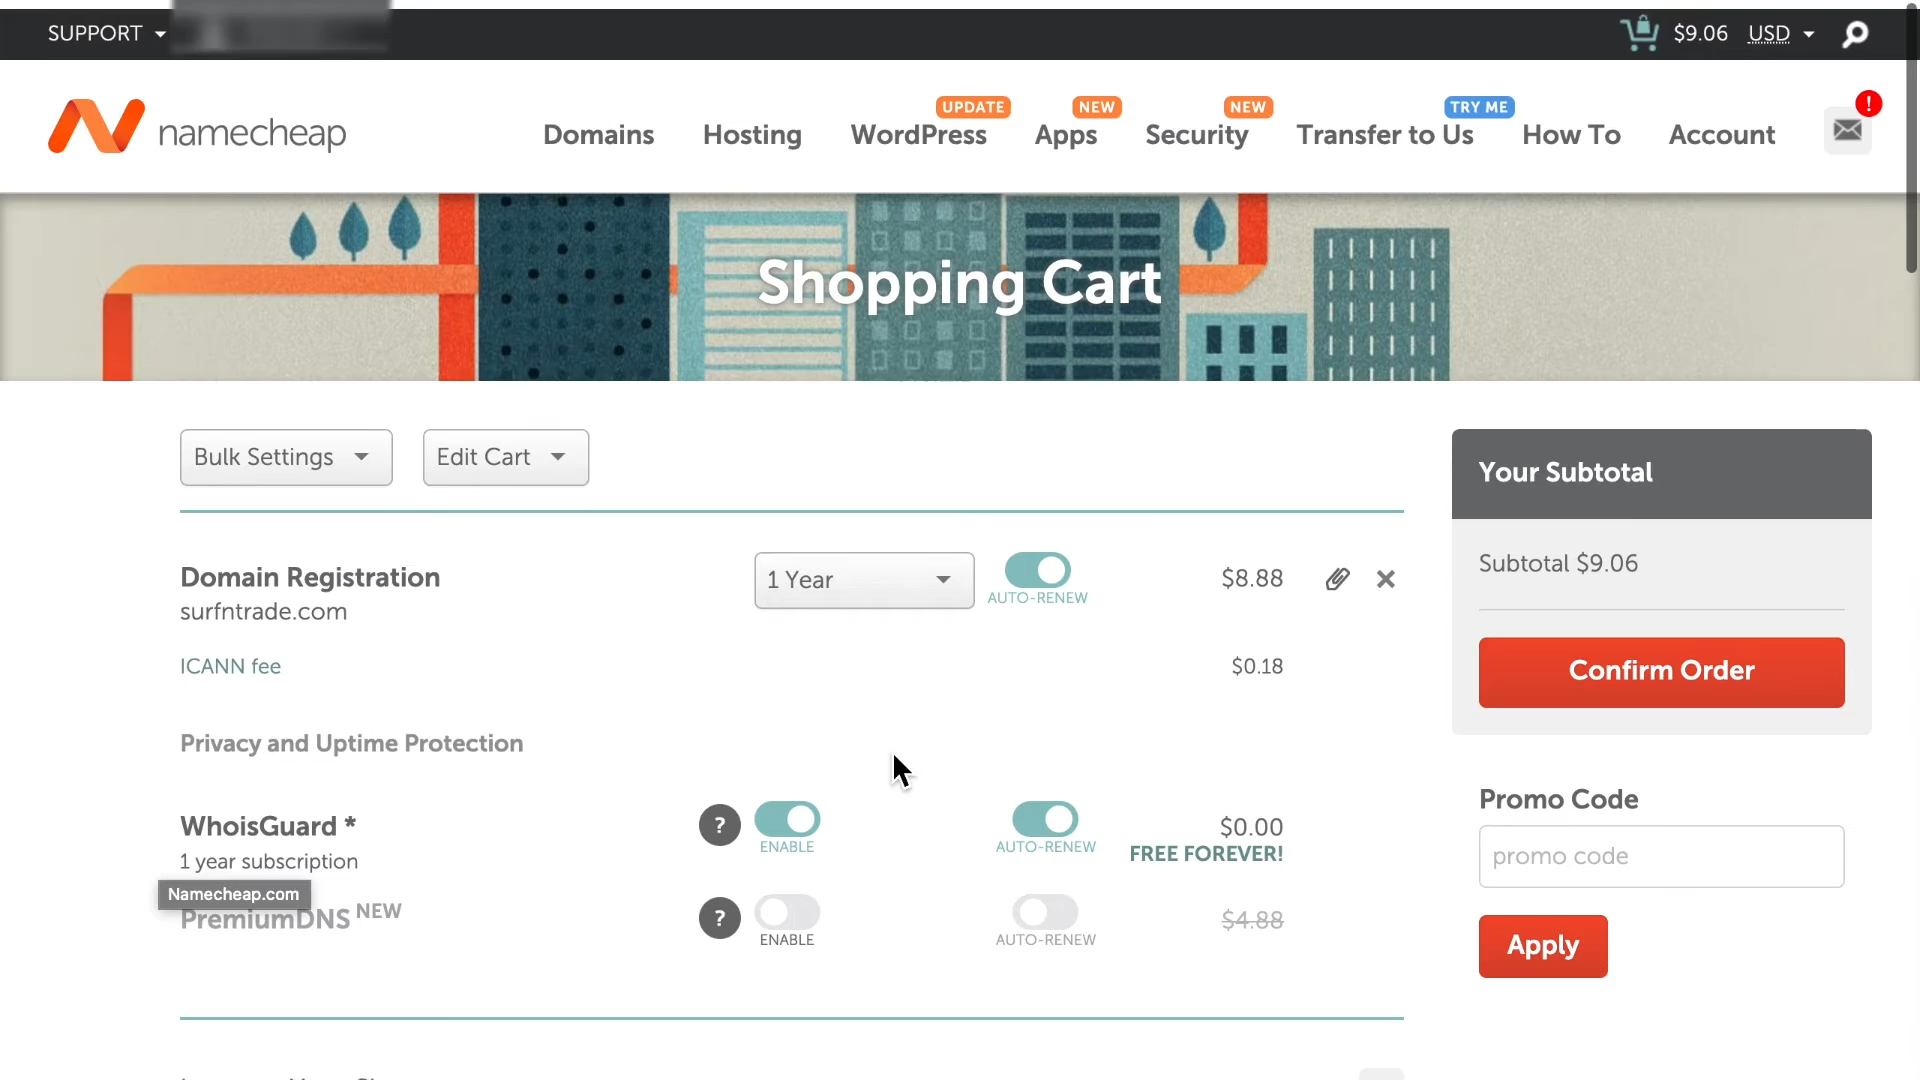 SUPPORT
$9.06 USD
namecheap
UPDATE NEW NEW TRY ME
Domains Hosting WordPress Apps Security Transfer to Us How To Account
!
Shopping Cart
Bulk Settings Edit Cart
Your Subtotal
Domain Registration 1 Year $8.88
AUTO-RENEW
surfntrade.com
Subtotal $9.06
ICANN fee $0.18
Confirm Order
Privacy and Uptime Protection
Promo Code
promo code
WhoisGuard * ? $0.00
ENABLE AUTO-RENEW FREE FOREVER!
1 year subscription
Namecheap.com
PremiumDNS NEW ? $4.88
ENABLE AUTO-RENEW
Apply